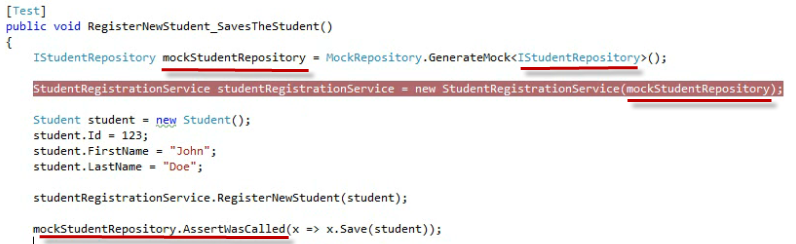 [Test]
public void RegisterNewStudent_SavesTheStudent()
{
IStudentRepository mockStudentRepository = MockRepository.GenerateMock<IStudentRepository>();
StudentRegistrationService studentRegistrationService = new StudentRegistrationService(mockStudentRepository);
Student student = new Student();
student.Id = 123;
student.FirstName = "John";
student.LastName = "Doe";
studentRegistrationService.RegisterNewStudent(student);
mockStudentRepository.AssertWasCalled(x => x.Save(student));